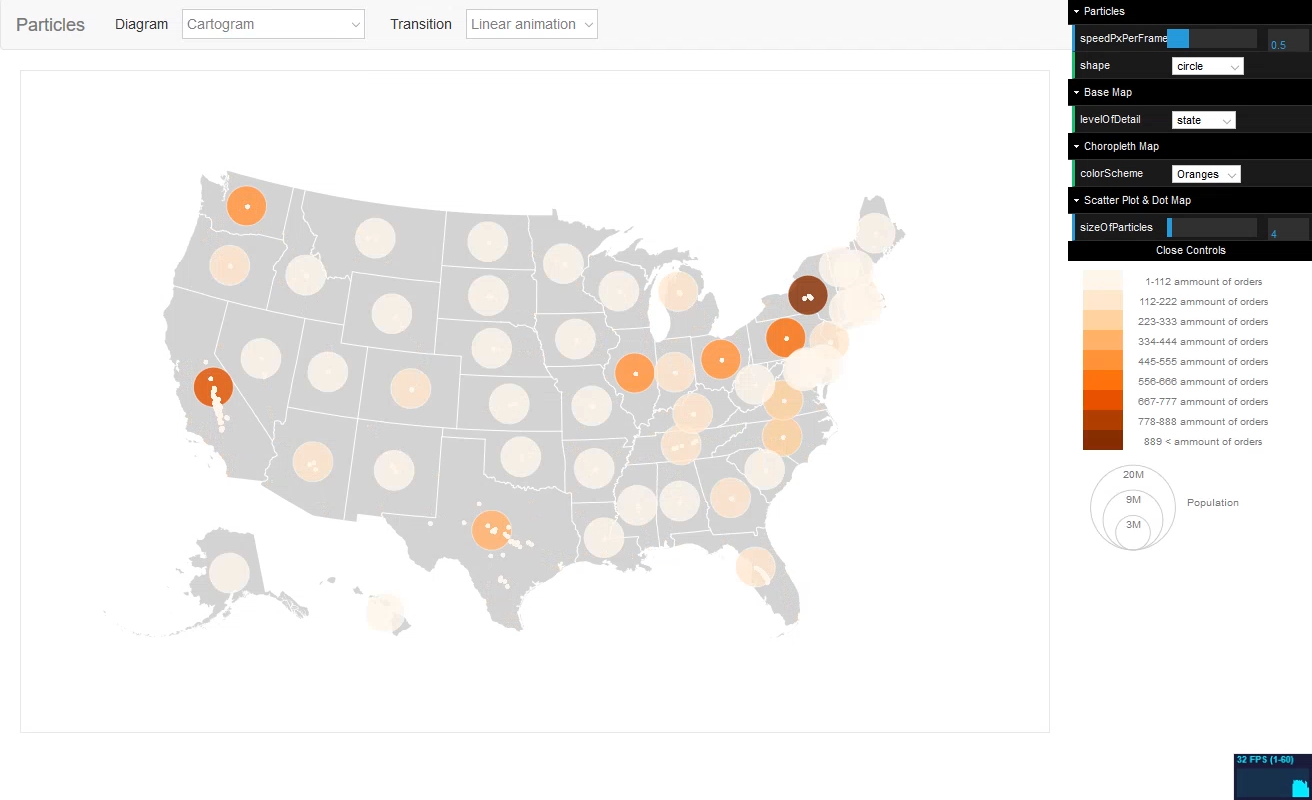 Particles Diagram Cartogram Transition Linear animation
Particles
speedPxPerFrame 0.5
shape circle
Base Map
levelOfDetail state
Choropleth Map
colorScheme Oranges
Scatter Plot & Dot Map
sizeOfParticles 4
Close Controls
1-112 ammount of orders
112-222 ammount of orders
223-333 ammount of orders
334-444 ammount of orders
445-555 ammount of orders
556-666 ammount of orders
667-777 ammount of orders
778-888 ammount of orders
889 < ammount of orders
20M
9M
Population
3M
32 FPS (1-60)